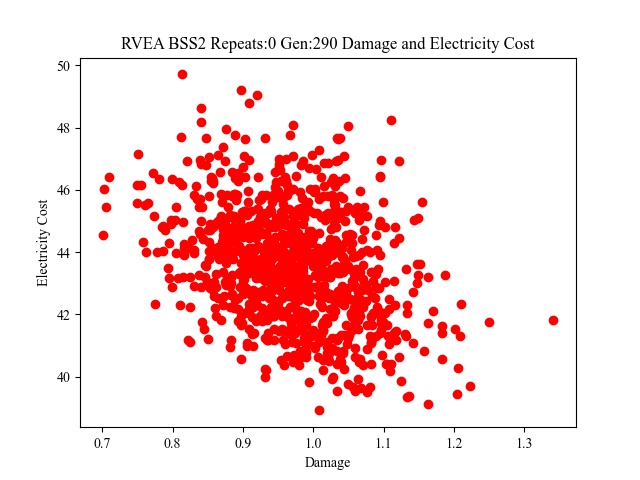 RVEA BSS2 Repeats:0 Gen:290 Damage and Electricity Cost
50
48
46
44
42
40
Electricity Cost
0.7 0.8 0.9 1.0 1.1 1.2 1.3
Damage